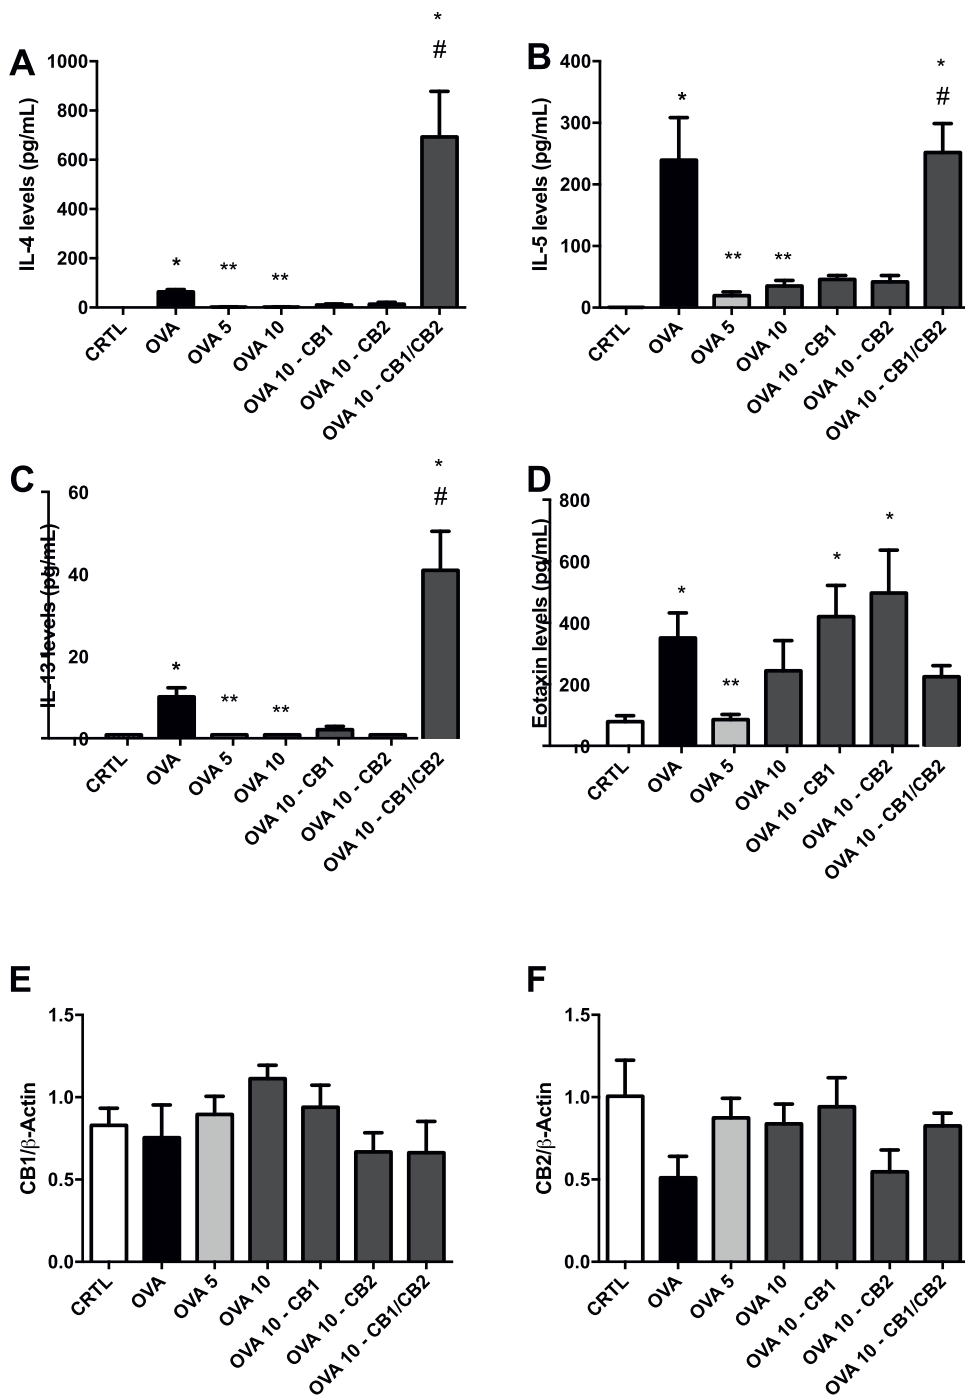 A
IL-4 levels (pg/mL)
1000
800
600
400
200
0
*
**
**
*
#
CRTL
OVA
OVA 5
OVA 10
OVA 10 - CB1
OVA 10 - CB2
OVA 10 - CB1/CB2
B
IL-5 levels (pg/mL)
400
300
200
100
0
*
**
**
*
#
CRTL
OVA
OVA 5
OVA 10
OVA 10 - CB1
OVA 10 - CB2
OVA 10 - CB1/CB2
C
IL-13 levels (pg/mL)
60
40
20
0
*
**
**
*
#
CRTL
OVA
OVA 5
OVA 10
OVA 10 - CB1
OVA 10 - CB2
OVA 10 - CB1/CB2
D
Eotaxin levels (pg/mL)
800
600
400
200
0
*
**
*
*
CRTL
OVA
OVA 5
OVA 10
OVA 10 - CB1
OVA 10 - CB2
OVA 10 - CB1/CB2
E
CB1/β-Actin
1.5
1.0
0.5
0.0
CRTL
OVA
OVA 5
OVA 10
OVA 10 - CB1
OVA 10 - CB2
OVA 10 - CB1/CB2
F
CB2/β-Actin
1.5
1.0
0.5
0.0
CRTL
OVA
OVA 5
OVA 10
OVA 10 - CB1
OVA 10 - CB2
OVA 10 - CB1/CB2